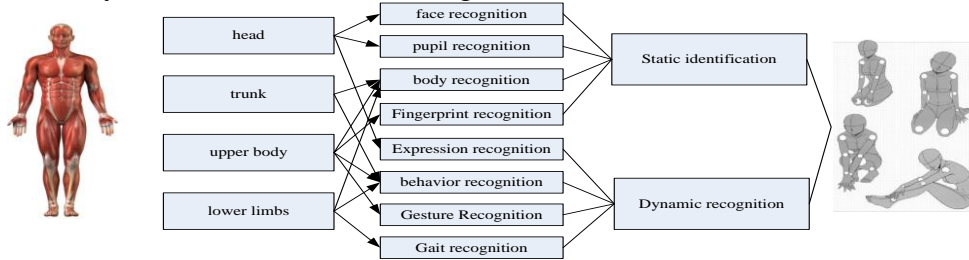 head
trunk
upper body
lower limbs
face recognition
pupil recognition
body recognition
Fingerprint recognition
Expression recognition
behavior recognition
Gesture Recognition
Gait recognition
Static identification
Dynamic recognition